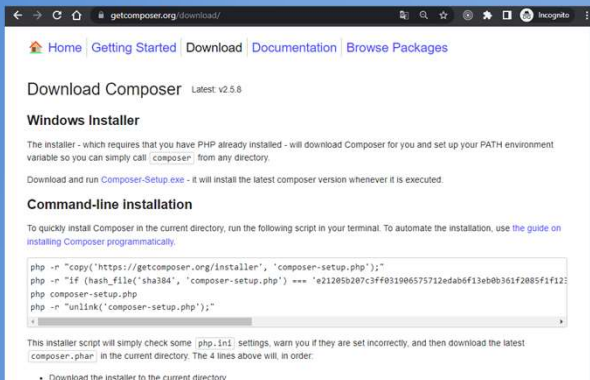 getcomposer.org/download/
Incognito
Home Getting Started Download Documentation Browse Packages
Download Composer Latest: v2.5.8
Windows Installer
The installer - which requires that you have PHP already installed - will download Composer for you and set up your PATH environment
variable so you can simply call composer from any directory.
Download and run Composer-Setup.exe - it will install the latest composer version whenever it is executed.
Command-line installation
To quickly install Composer in the current directory, run the following script in your terminal. To automate the installation, use the guide on
installing Composer programmatically.
php -r "copy('https://getcomposer.org/installer', 'composer-setup.php');"
php -r "if (hash_file('sha384', 'composer-setup.php') === 'e21205b207c3ff031906575712edab6f13eb0b361f2085f1f123
php composer-setup.php
php -r "unlink('composer-setup.php');"
This installer script will simply check some php.ini settings, warn you if they are set incorrectly, and then download the latest
composer.phar in the current directory. The 4 lines above will, in order:
• Download the installer to the current directory